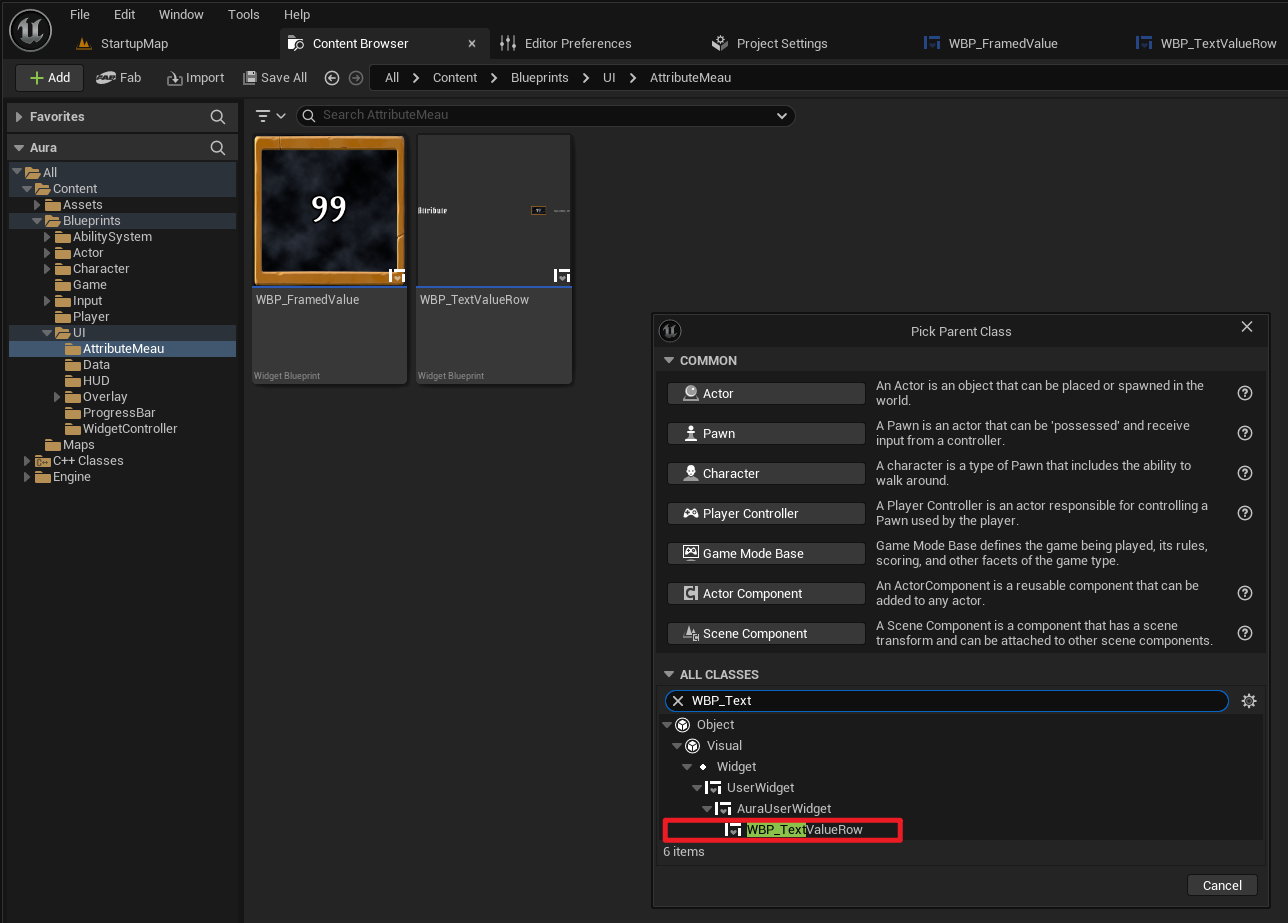 File Edit Window Tools Help
StartupMap Content Browser Editor Preferences Project Settings WBP_FramedValue WBP_TextValueRow
Add Fab Import Save All All Content Blueprints UI AttributeMeau
Favorites
Search AttributeMeau
Aura
All
Content
Assets
Blueprints
AbilitySystem
Actor
Character
Game
Input
Player
UI
AttributeMeau
Data
HUD
Overlay
ProgressBar
WidgetController
Maps
C++ Classes
Engine
99
Attribute
WBP_FramedValue
WBP_TextValueRow
Widget Blueprint
Widget Blueprint
Pick Parent Class
COMMON
Actor
An Actor is an object that can be placed or spawned in the
world.
Pawn
A Pawn is an actor that can be 'possessed' and receive
input from a controller.
Character
A character is a type of Pawn that includes the ability to
walk around.
Player Controller
A Player Controller is an actor responsible for controlling a
Pawn used by the player.
Game Mode Base
Game Mode Base defines the game being played, its rules,
scoring, and other facets of the game type.
Actor Component
An ActorComponent is a reusable component that can be
added to any actor.
Scene Component
A Scene Component is a component that has a scene
transform and can be attached to other scene components.
ALL CLASSES
WBP_Text
Object
Visual
Widget
UserWidget
AuraUserWidget
WBP_TextValueRow
6 items
Cancel